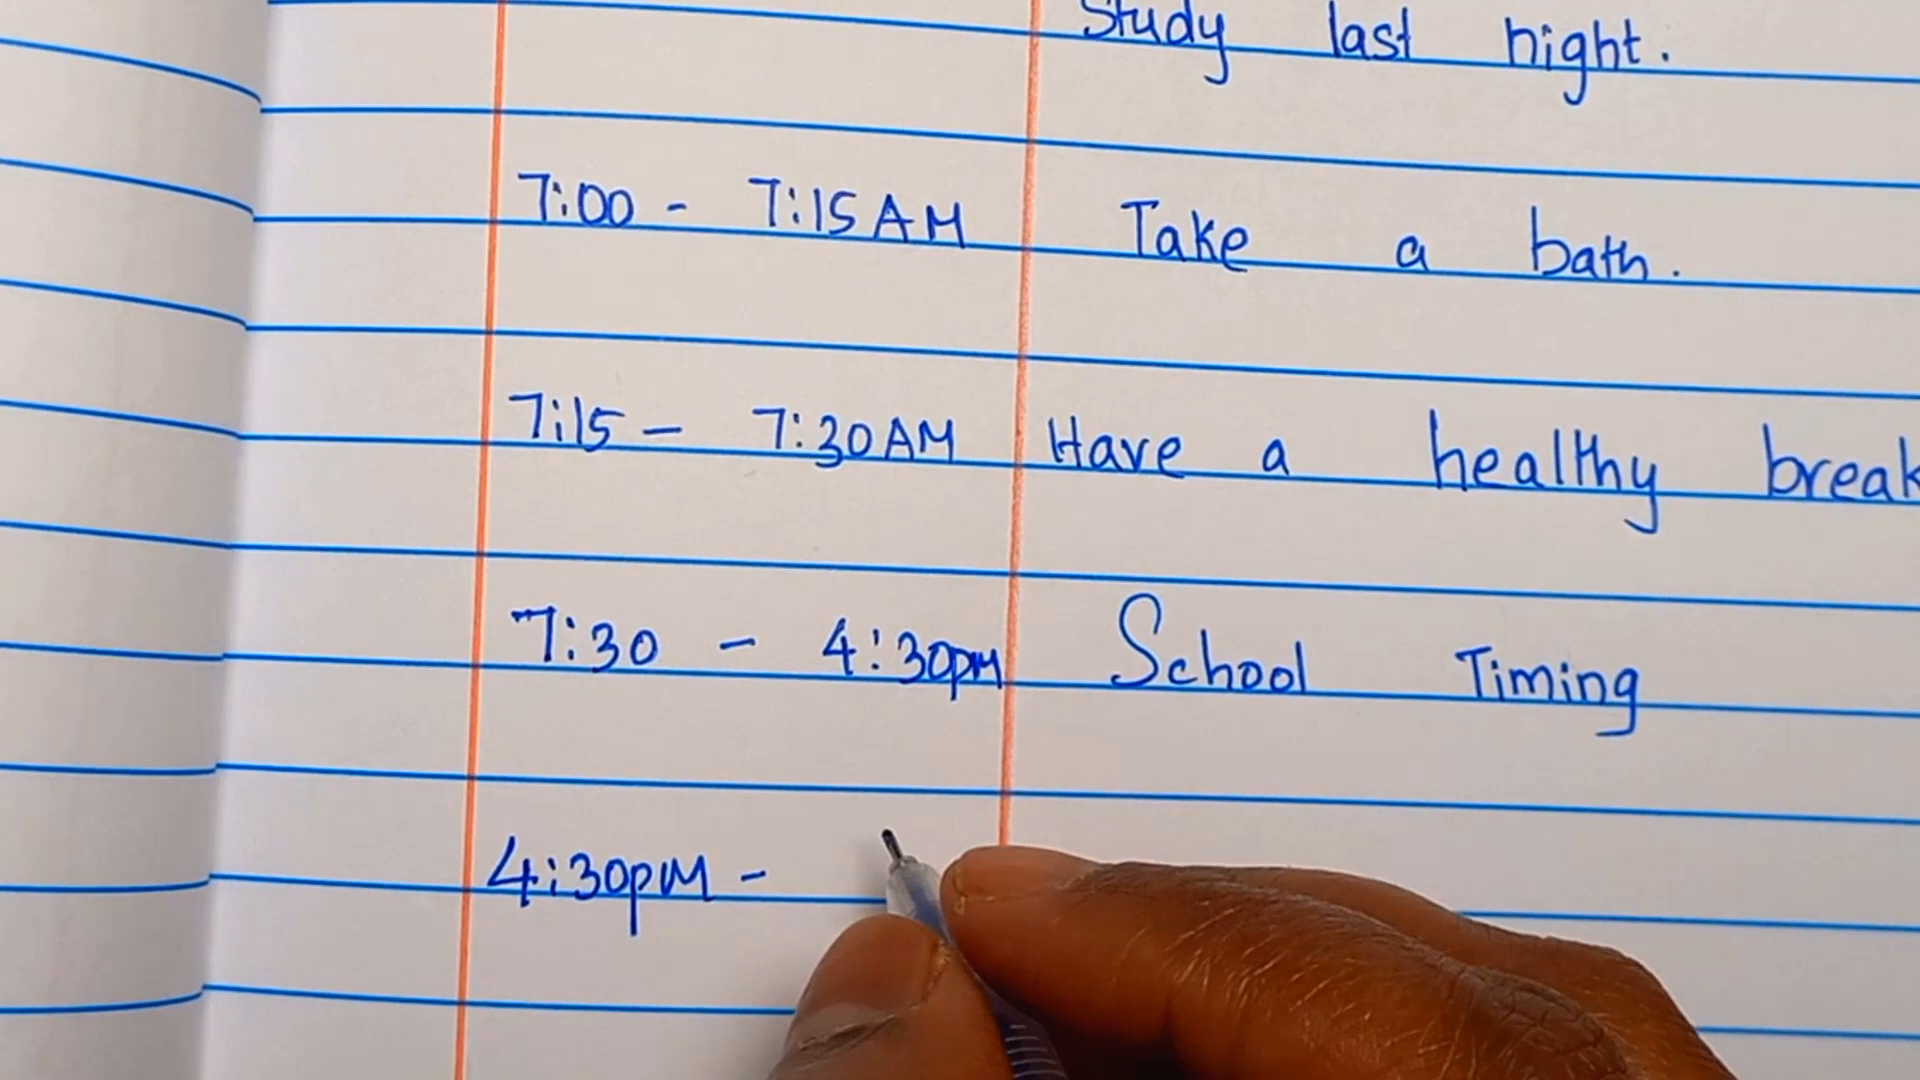 Study last night.
7:00 - 7:15 AM Take a bath.
7:15 - 7:30 AM Have a healthy break
7:30 - 4:30pm School Timing
4:30pM -